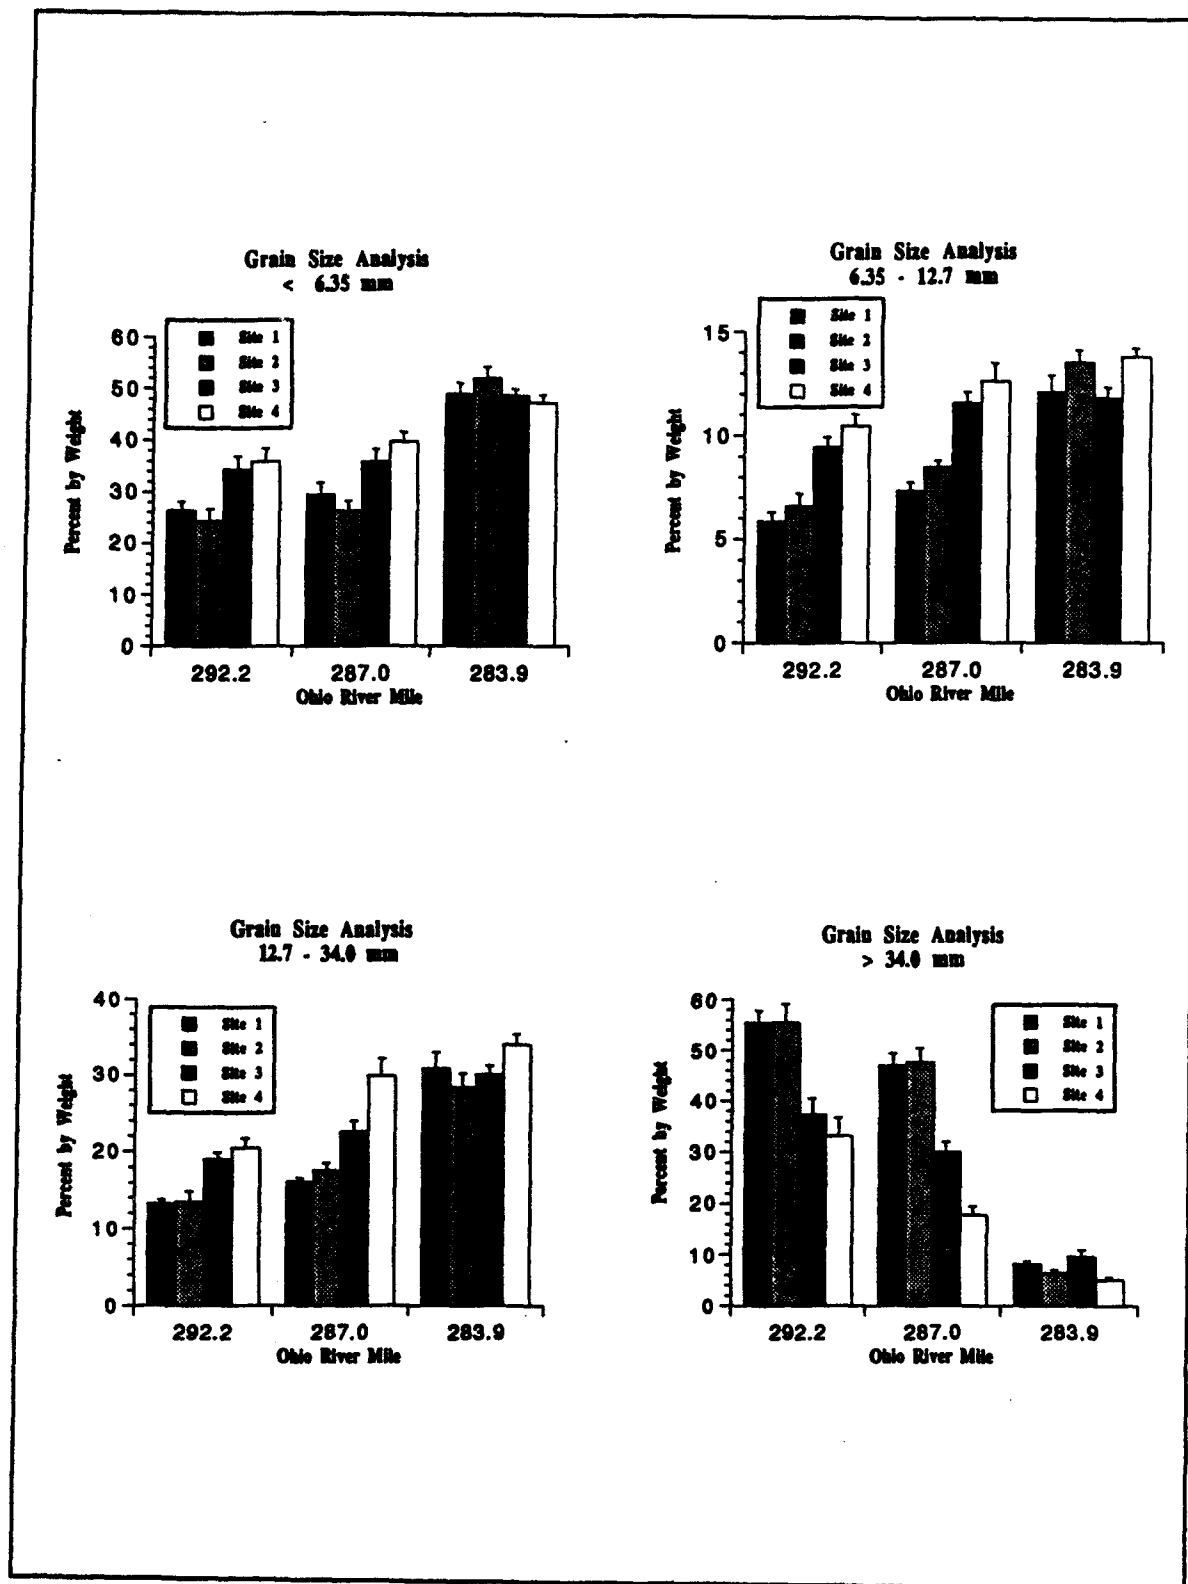 Grain Size Analysis
< 6.35 mm
Site 1
Site 2
Site 3
Site 4
60
50
40
30
20
10
0
Percent by Weight
292.2 287.0 283.9
Ohio River Mile
Grain Size Analysis
6.35 - 12.7 mm
Site 1
Site 2
Site 3
Site 4
15
10
5
0
Percent by Weight
292.2 287.0 283.9
Ohio River Mile
Grain Size Analysis
12.7 - 34.0 mm
Site 1
Site 2
Site 3
Site 4
40
30
20
10
0
Percent by Weight
292.2 287.0 283.9
Ohio River Mile
Grain Size Analysis
> 34.0 mm
Site 1
Site 2
Site 3
Site 4
60
50
40
30
20
10
0
Percent by Weight
292.2 287.0 283.9
Ohio River Mile